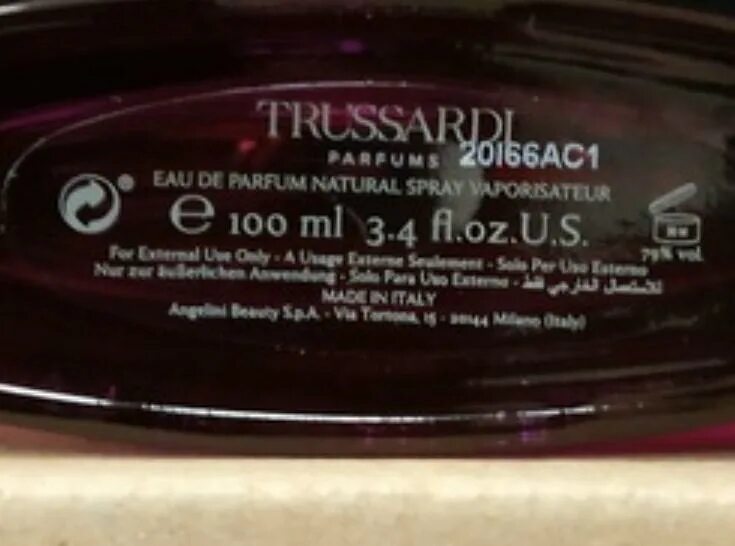 TRUSSARDI
PARFUMS 20166AC1
EAU DE PARFUM NATURAL SPRAY VAPORISATEUR
℮ 100 ml 3.4 fl.oz.U.S.
79% vol.
For External Use Only - A Usage Externe Seulement - Solo Per Uso Esterno
Nur zur äußerlichen Anwendung - Solo Para Uso Externo - للاستعمال الخارجي فقط
MADE IN ITALY
Angelini Beauty S.p.A. - Via Tortona, 15 - 20144 Milano (Italy)